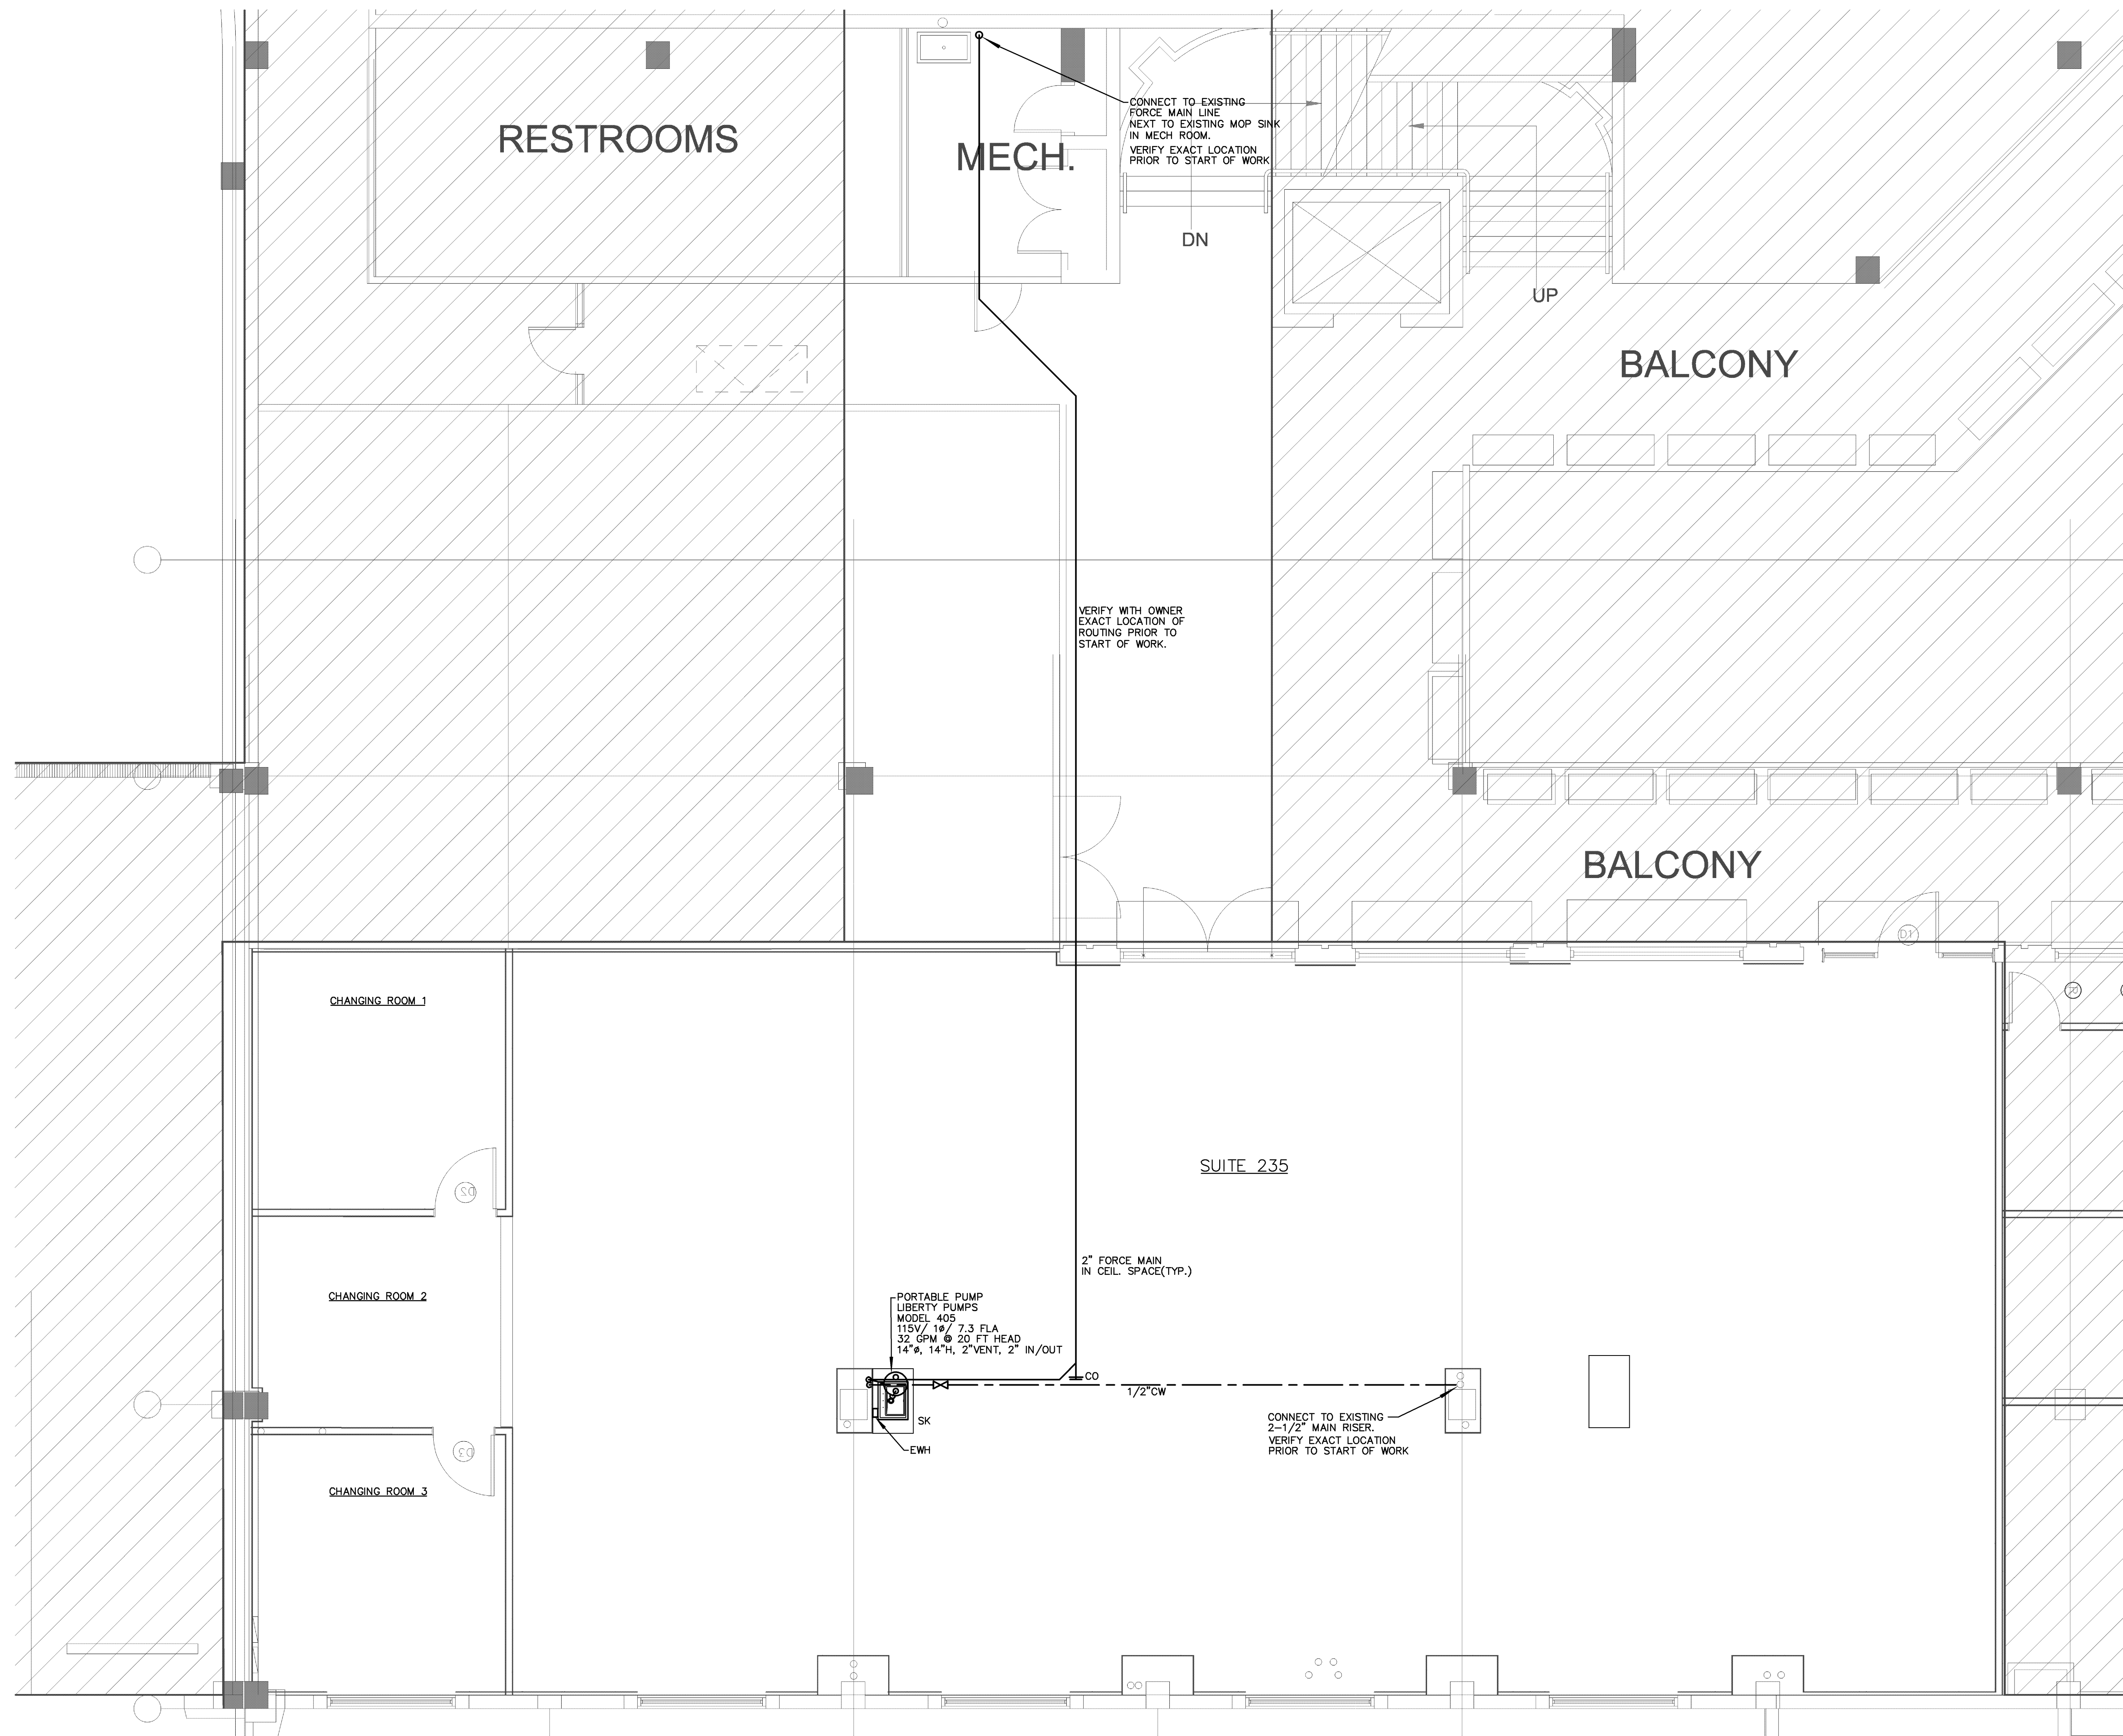 RESTROOMS
MECH.
CONNECT TO EXISTING
FORCE MAIN LINE
NEXT TO EXISTING MOP SINK
IN MECH ROOM.
VERIFY EXACT LOCATION
PRIOR TO START OF WORK
DN
UP
BALCONY
VERIFY WITH OWNER
EXACT LOCATION OF
ROUTING PRIOR TO
START OF WORK.
BALCONY
D1
R
CHANGING ROOM 1
SUITE 235
D2
2" FORCE MAIN
IN CEIL. SPACE(TYP.)
CHANGING ROOM 2
PORTABLE PUMP
LIBERTY PUMPS
MODEL 405
115V/ 1ø/ 7.3 FLA
32 GPM @ 20 FT HEAD
14"ø, 14"H, 2"VENT, 2" IN/OUT
CO
1/2"CW
SK
EWH
CONNECT TO EXISTING
2-1/2" MAIN RISER.
VERIFY EXACT LOCATION
PRIOR TO START OF WORK
D3
CHANGING ROOM 3